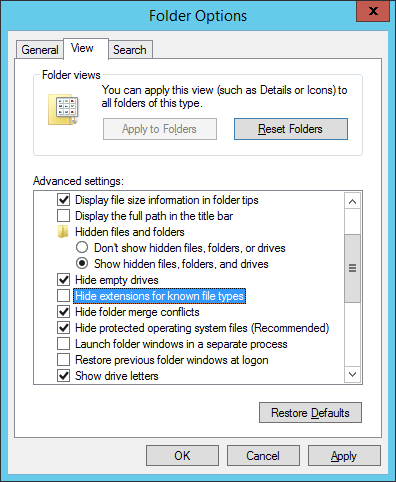 Folder Options
x
General View Search
Folder views
You can apply this view (such as Details or Icons) to
all folders of this type.
Apply to Folders Reset Folders
Advanced settings:
Display file size information in folder tips
Display the full path in the title bar
Hidden files and folders
Don't show hidden files, folders, or drives
Show hidden files, folders, and drives
Hide empty drives
Hide extensions for known file types
Hide folder merge conflicts
Hide protected operating system files (Recommended)
Launch folder windows in a separate process
Restore previous folder windows at logon
Show drive letters
Restore Defaults
OK Cancel Apply